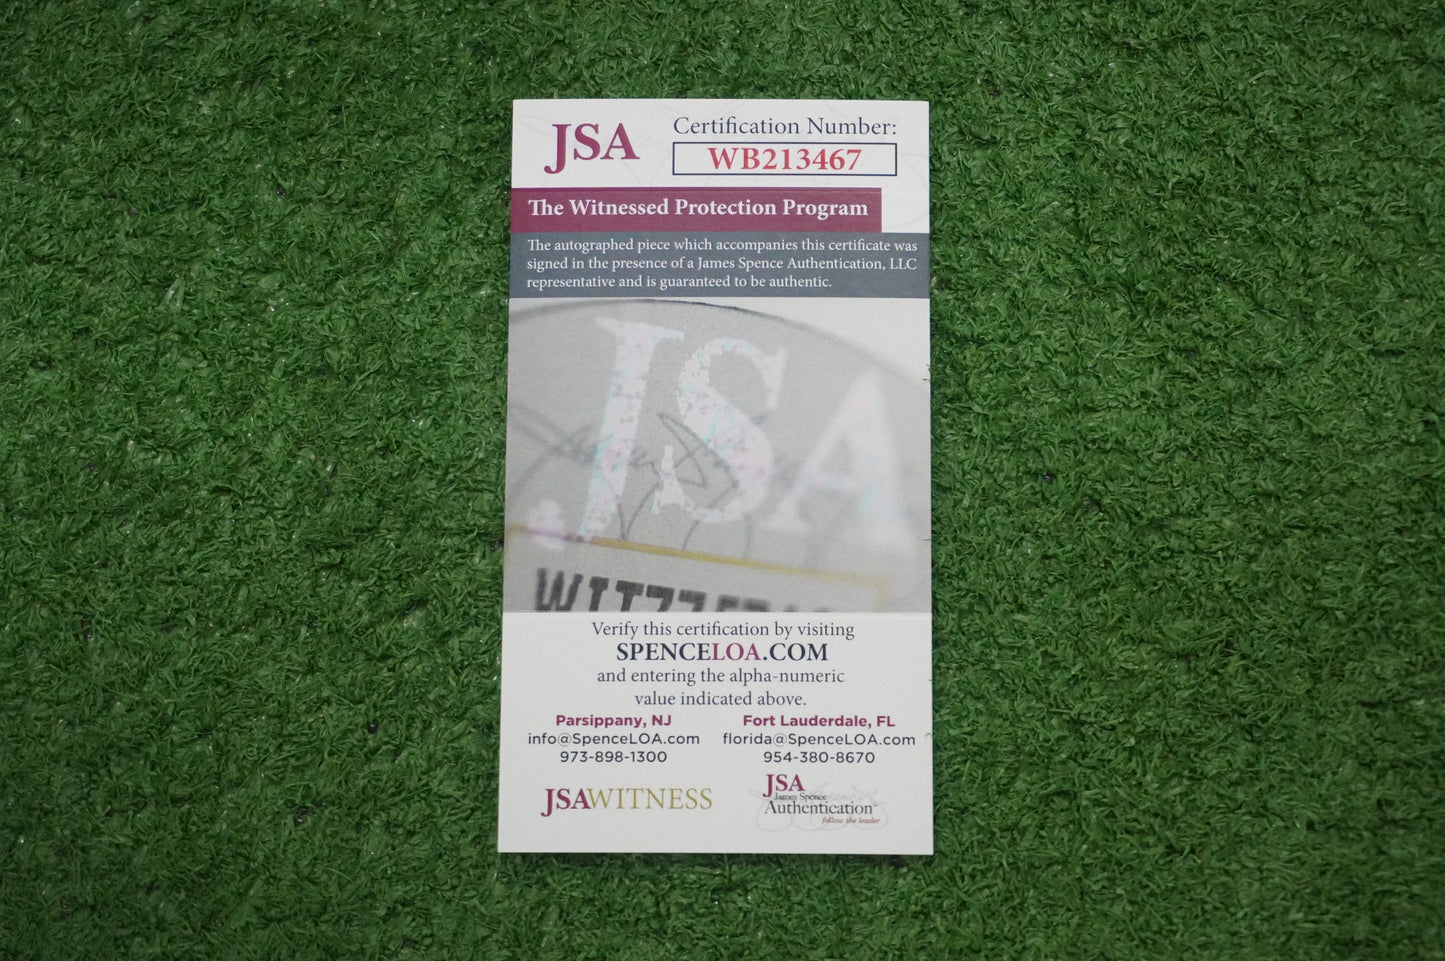 JSA
Certification Number:
WB213467
The Witnessed Protection Program
The autographed piece which accompanies this certificate was
signed in the presence of a James Spence Authentication, LLC
representative and is guaranteed to be authentic.
JSA
Verify this certification by visiting
SPENCELOA.COM
and entering the alpha-numeric
value indicated above.
Parsippany, NJ
info@SpenceLOA.com
973-898-1300
Fort Lauderdale, FL
florida@SpenceLOA.com
954-380-8670
JSAWITNESS
JSA
James Spence
Authentication
follow the leader